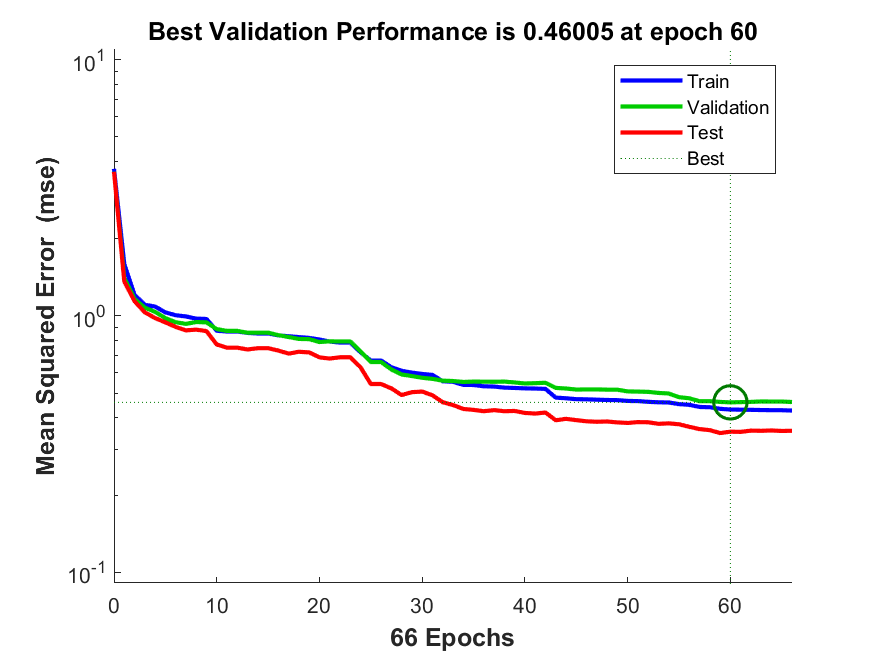 Best Validation Performance is 0.46005 at epoch 60
Mean Squared Error  (mse)
10^1
10^0
10^-1
Train
Validation
Test
Best
0 10 20 30 40 50 60
66 Epochs